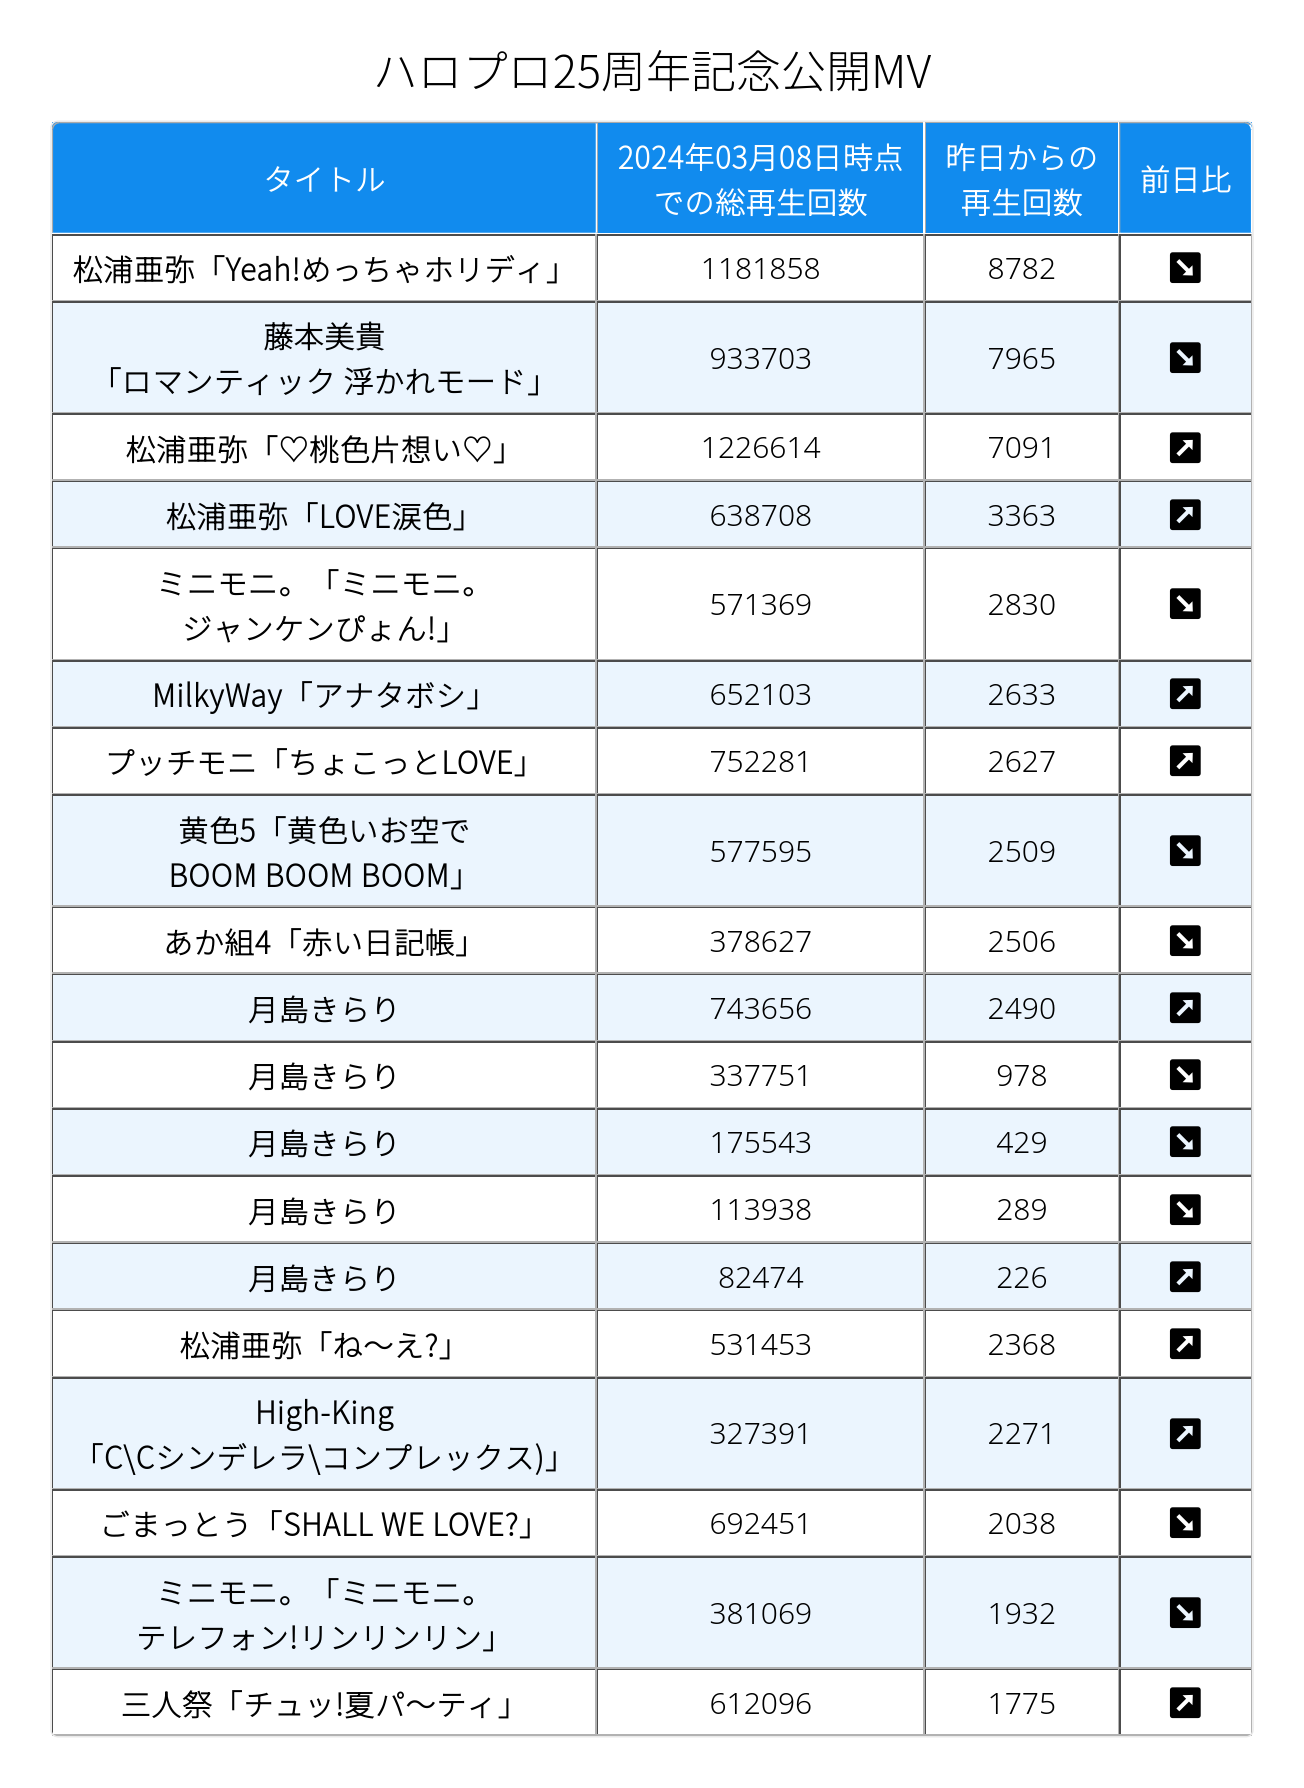 ハロプロ25周年記念公開MV
タイトル
2024年03月08日時点
での総再生回数
昨日からの
再生回数
前日比
松浦亜弥「Yeah!めっちゃホリディ」
1181858
8782
藤本美貴
「ロマンティック 浮かれモード」
933703
7965
松浦亜弥「♡桃色片想い♡」
1226614
7091
松浦亜弥「LOVE涙色」
638708
3363
ミニモニ。「ミニモニ。
ジャンケンぴょん!」
571369
2830
MilkyWay「アナタボシ」
652103
2633
プッチモニ「ちょこっとLOVE」
752281
2627
黄色5「黄色いお空で
BOOM BOOM BOOM」
577595
2509
あか組4「赤い日記帳」
378627
2506
月島きらり
743656
2490
月島きらり
337751
978
月島きらり
175543
429
月島きらり
113938
289
月島きらり
82474
226
松浦亜弥「ね〜え?」
531453
2368
High-King
「C\Cシンデレラ\コンプレックス)」
327391
2271
ごまっとう「SHALL WE LOVE?」
692451
2038
ミニモニ。「ミニモニ。
テレフォン!リンリンリン」
381069
1932
三人祭「チュッ!夏パ〜ティ」
612096
1775